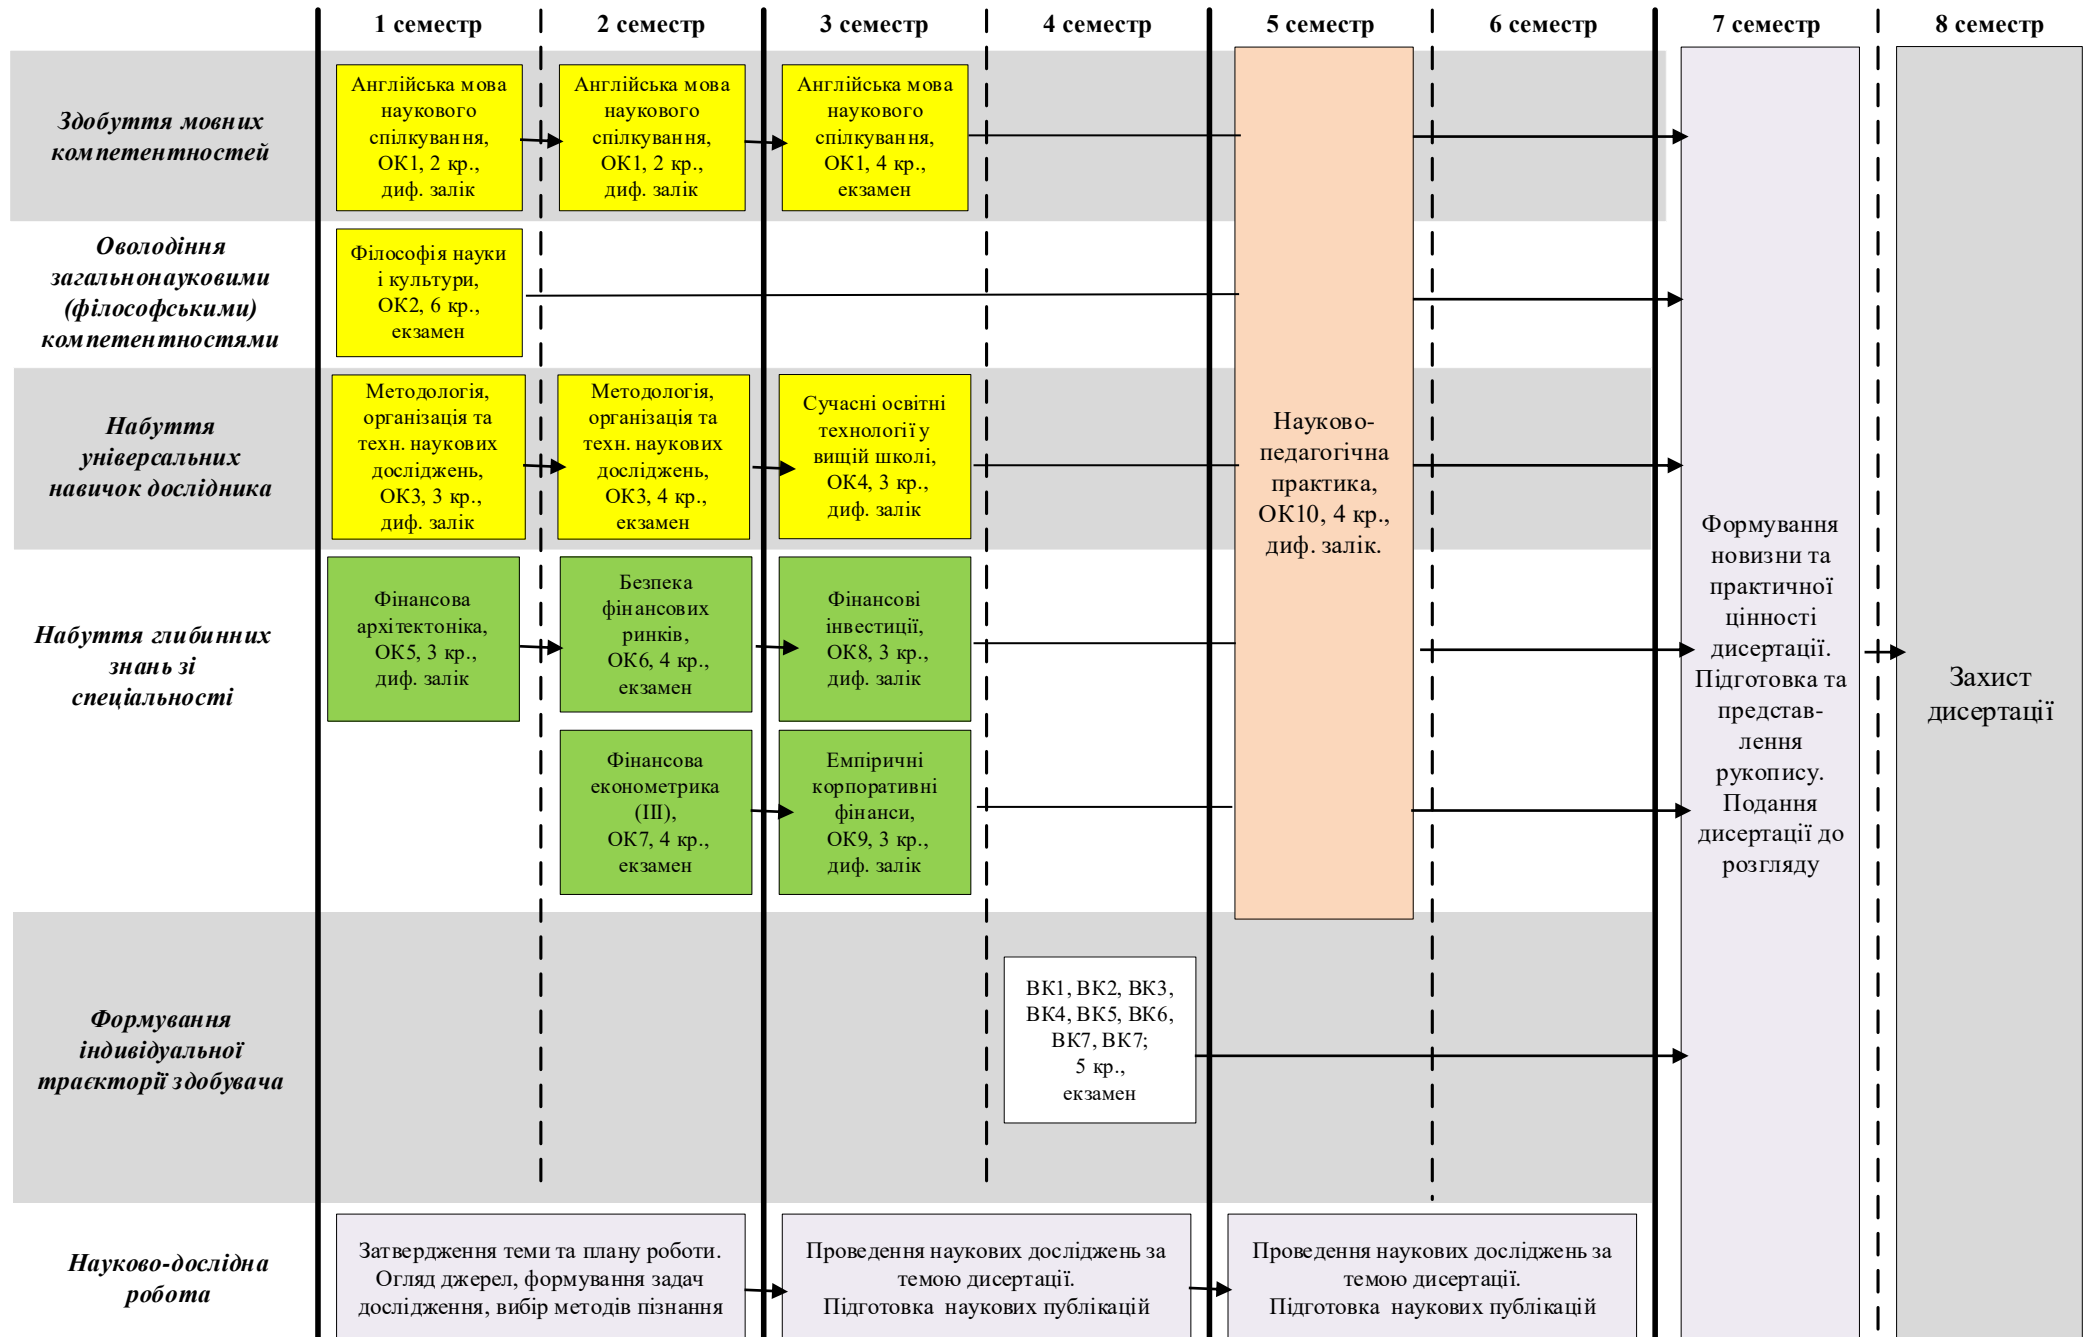 1 семестр
2 семестр
3 семестр
4 семестр
5 семестр
6 семестр
7 семестр
8 семестр
Здобуття мовних
компетентностей
Англійська мова
наукового
спілкування,
ОК1, 2 кр.,
диф. залік
Англійська мова
наукового
спілкування,
ОК1, 2 кр.,
диф. залік
Англійська мова
наукового
спілкування,
ОК1, 4 кр.,
екзамен
Оволодіння
загальнонауковими
(філософськими)
компетентностями
Філософія науки
і культури,
ОК2, 6 кр.,
екзамен
Набуття
універсальних
навичок дослідника
Методологія,
організація та
техн. наукових
досліджень,
ОК3, 3 кр.,
диф. залік
Методологія,
організація та
техн. наукових
досліджень,
ОК3, 4 кр.,
екзамен
Сучасні освітні
технології у
вищій школі,
ОК4, 3 кр.,
диф. залік
Науково-
педагогічна
практика,
ОК10, 4 кр.,
диф. залік.
Набуття глибинних
знань зі
спеціальності
Фінансова
архітектоніка,
ОК5, 3 кр.,
диф. залік
Безпека
фінансових
ринків,
ОК6, 4 кр.,
екзамен
Фінансові
інвестиції,
ОК8, 3 кр.,
диф. залік
Фінансова
економетрика
(ІІІ),
ОК7, 4 кр.,
екзамен
Емпіричні
корпоративні
фінанси,
ОК9, 3 кр.,
диф. залік
Формування
новизни та
практичної
цінності
дисертації.
Підготовка та
представ-
лення
рукопису.
Подання
дисертації до
розгляду
Захист
дисертації
Формування
індивідуальної
траєкторії здобувача
ВК1, ВК2, ВК3,
ВК4, ВК5, ВК6,
ВК7, ВК7;
5 кр.,
екзамен
Науково-дослідна
робота
Затвердження теми та плану роботи.
Огляд джерел, формування задач
дослідження, вибір методів пізнання
Проведення наукових досліджень за
темою дисертації.
Підготовка наукових публікацій
Проведення наукових досліджень за
темою дисертації.
Підготовка наукових публікацій